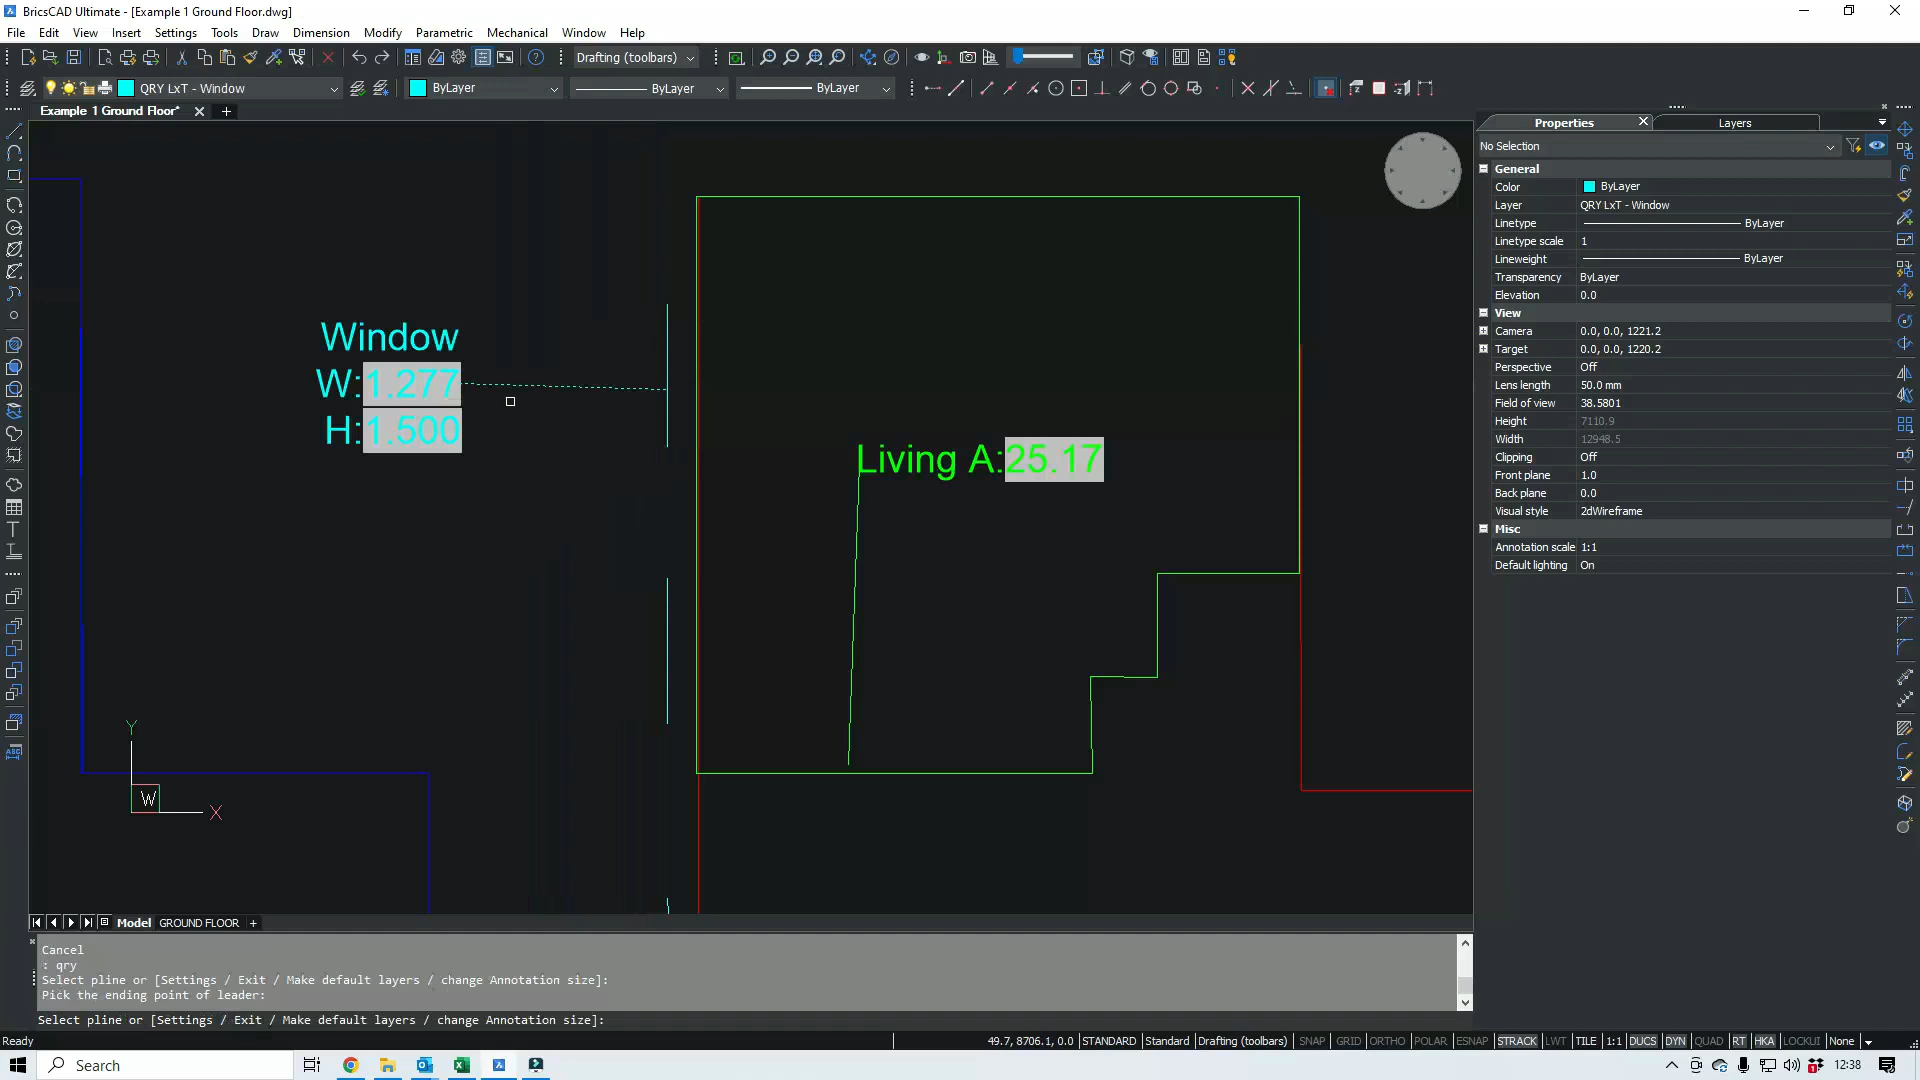 BricsCAD Ultimate - [Example 1 Ground Floor.dwg]
File Edit View Insert Settings Tools Draw Dimension Modify Parametric Mechanical Window Help
Drafting (toolbars)
QRY LxT - Window ByLayer ByLayer ByLayer
Example 1 Ground Floor*
Properties
Layers
No Selection
General
Color ByLayer
Layer QRY LxT - Window
Linetype ByLayer
Linetype scale 1
Lineweight ByLayer
Transparency ByLayer
Elevation 0.0
View
Camera 0.0, 0.0, 1221.2
Target 0.0, 0.0, 1220.2
Perspective Off
Lens length 50.0 mm
Field of view 38.5801
Height 7110.9
Width 12948.5
Clipping Off
Front plane 1.0
Back plane 0.0
Visual style 2dWireframe
Misc
Annotation scale 1:1
Default lighting On
Window
W:1.277
H:1.500
Living A:25.17
Y
W
X
ABC
Model GROUND FLOOR
Cancel
: qry
Select pline or [Settings / Exit / Make default layers / change Annotation size]:
Pick the ending point of leader:
Select pline or [Settings / Exit / Make default layers / change Annotation size]:
Ready
49.7, 8706.1, 0.0 STANDARD Standard Drafting (toolbars) SNAP GRID ORTHO POLAR ESNAP STRACK LWT TILE 1:1 DUCS DYN QUAD RT HKA LOCKUI None
Search
12:38